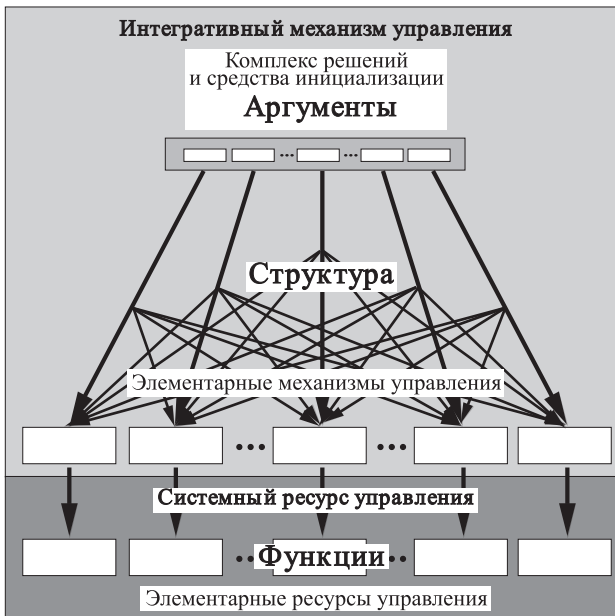 Интегративный механизм управления
Комплекс решений
и средства инициализации
Аргументы
Структура
Элементарные механизмы управления
Системный ресурс управления
Функции
Элементарные ресурсы управления